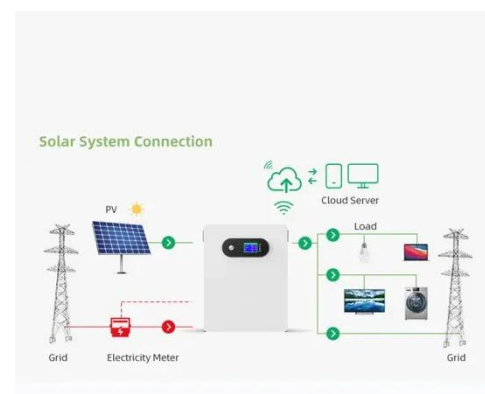 Solar System Connection
Cloud Server
PV
Load
Grid
Electricity Meter
Grid